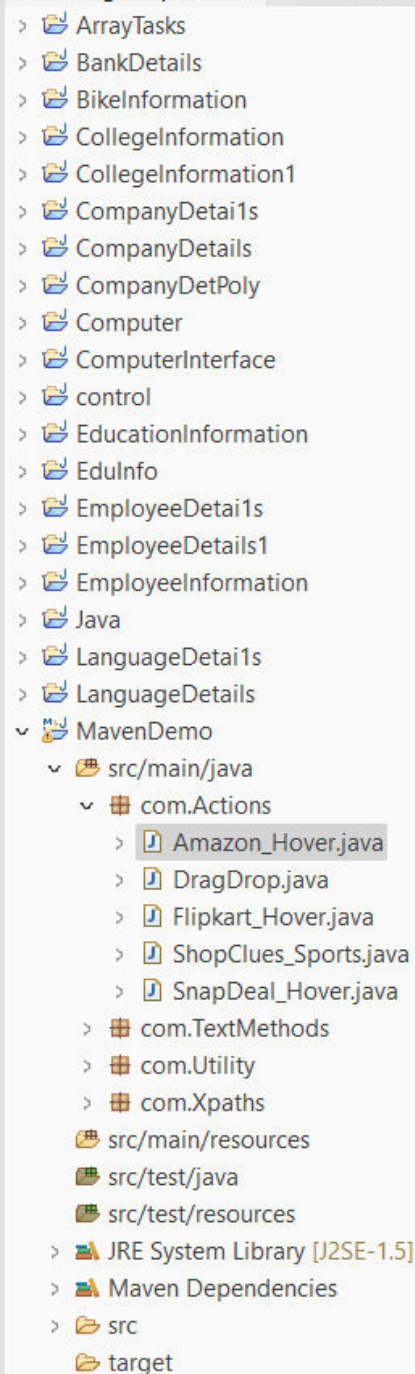 ArrayTasks
BankDetails
BikeInformation
CollegeInformation
CollegeInformation1
CompanyDetai1s
CompanyDetails
CompanyDetPoly
Computer
ComputerInterface
control
EducationInformation
EduInfo
EmployeeDetai1s
EmployeeDetails1
EmployeeInformation
Java
LanguageDetai1s
LanguageDetails
MavenDemo
src/main/java
com.Actions
Amazon_Hover.java
DragDrop.java
Flipkart_Hover.java
ShopClues_Sports.java
SnapDeal_Hover.java
com.TextMethods
com.Utility
com.Xpaths
src/main/resources
src/test/java
src/test/resources
JRE System Library [J2SE-1.5]
Maven Dependencies
src
target